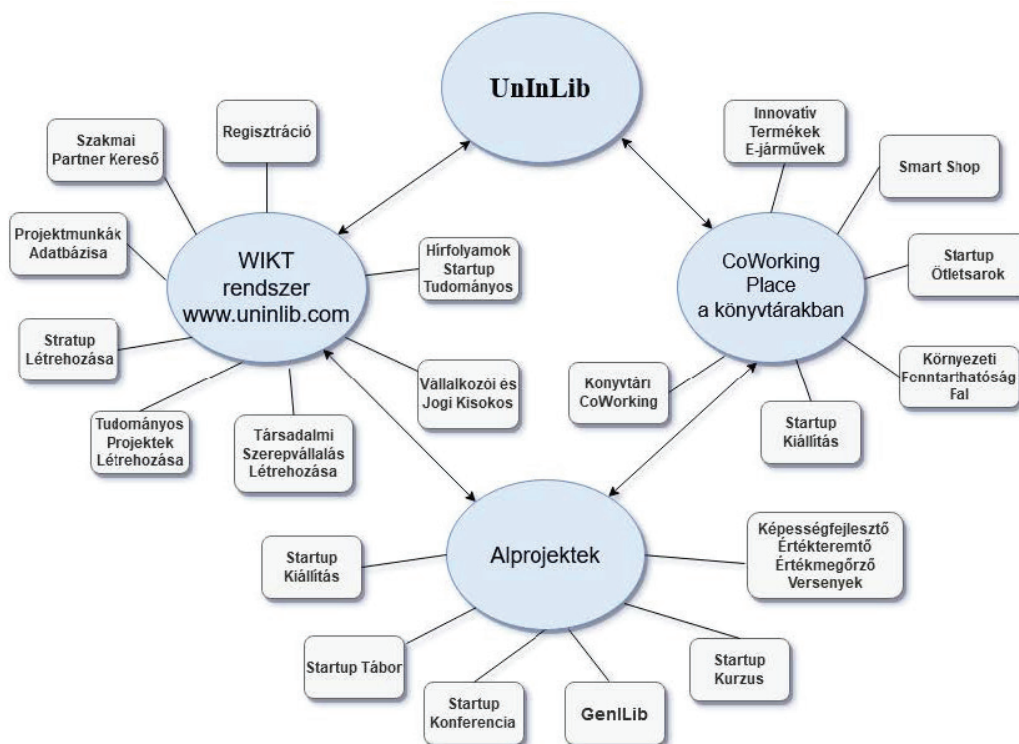 UnInLib
Szakmai
Partner Kereső
Regisztráció
Projektmunkák
Adatbázisa
WIKT
rendszer
www.uninlib.com
Hírfolyamok
Startup
Tudományos
Stratup
Létrehozása
Tudományos
Projektek
Létrehozása
Társadalmi
Szerepvállalás
Létrehozása
Vállalkozói és
Jogi Kisokos
Innovatív
Termékek
E-járművek
Smart Shop
CoWorking
Place
a könyvtárakban
Startup
Ötletsarok
Környezeti
Fenntarthatóság
Fal
Konyvtári
CoWorking
Startup
Kiállítás
Alprojektek
Startup
Kiállítás
Képességfejlesztő
Értékteremtő
Értékmegőrző
Versenyek
Startup Tábor
Startup
Konferencia
GenILib
Startup
Kurzus